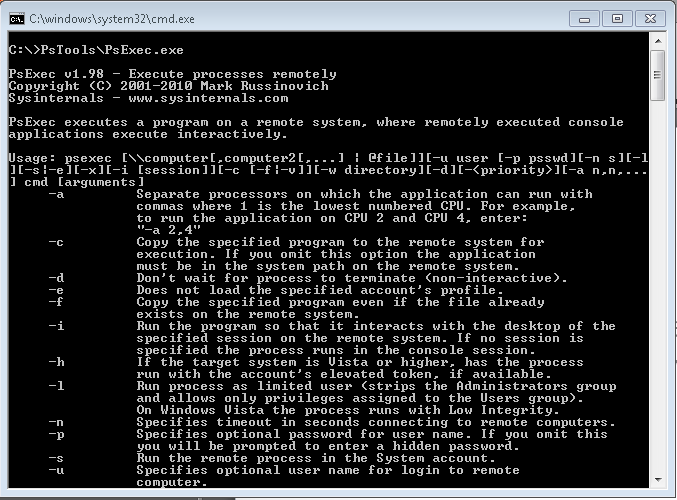 C:\windows\system32\cmd.exe
C:\>PsTools\PsExec.exe
PsExec v1.98 - Execute processes remotely
Copyright (C) 2001-2010 Mark Russinovich
Sysinternals - www.sysinternals.com
PsExec executes a program on a remote system, where remotely executed console
applications execute interactively.
Usage: psexec [\\computer[,computer2[,...] ¦ @file]][-u user [-p psswd][-n s][-l
][-s¦-e][-x][-i [session]][-c [-f¦-v]][-w directory][-d][-<priority>][-a n,n,...
] cmd [arguments]
-a Separate processors on which the application can run with
commas where 1 is the lowest numbered CPU. For example,
to run the application on CPU 2 and CPU 4, enter:
"-a 2,4"
-c Copy the specified program to the remote system for
execution. If you omit this option the application
must be in the system path on the remote system.
-d Don't wait for process to terminate (non-interactive).
-e Does not load the specified account's profile.
-f Copy the specified program even if the file already
exists on the remote system.
-i Run the program so that it interacts with the desktop of the
specified session on the remote system. If no session is
specified the process runs in the console session.
-h If the target system is Vista or higher, has the process
run with the account's elevated token, if available.
-l Run process as limited user (strips the Administrators group
and allows only privileges assigned to the Users group).
On Windows Vista the process runs with Low Integrity.
-n Specifies timeout in seconds connecting to remote computers.
-p Specifies optional password for user name. If you omit this
you will be prompted to enter a hidden password.
-s Run the remote process in the System account.
-u Specifies optional user name for login to remote
computer.